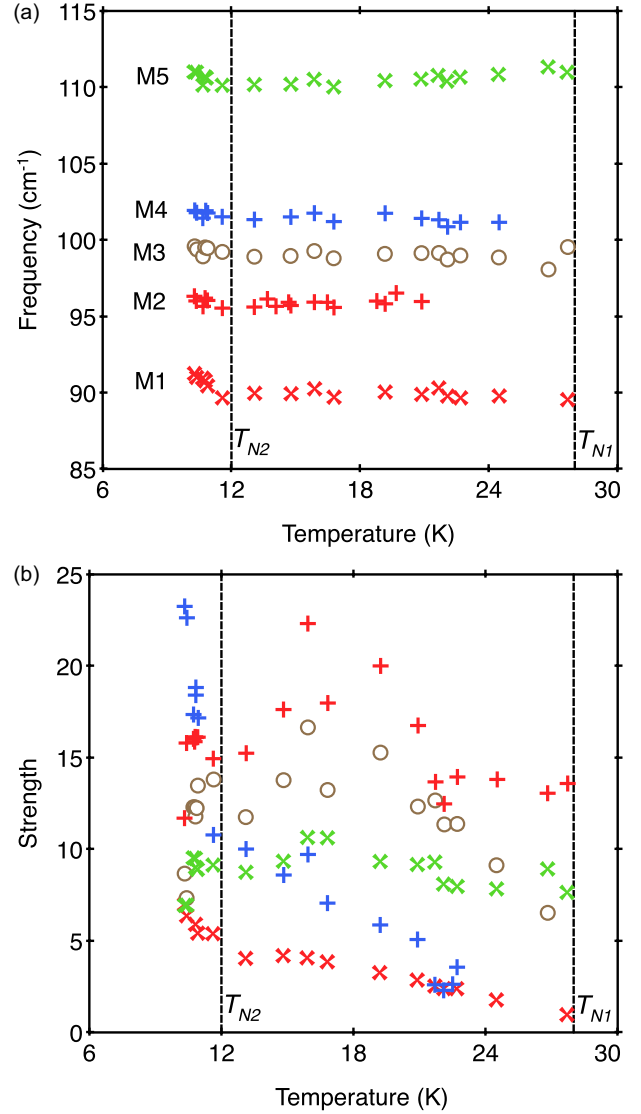 (a)
115
110
105
100
95
90
85
Frequency (cm⁻¹)
M5
M4
M3
M2
M1
T_N2
T_N1
6 12 18 24 30
Temperature (K)
(b)
25
20
15
10
5
0
Strength
T_N2
T_N1
6 12 18 24 30
Temperature (K)